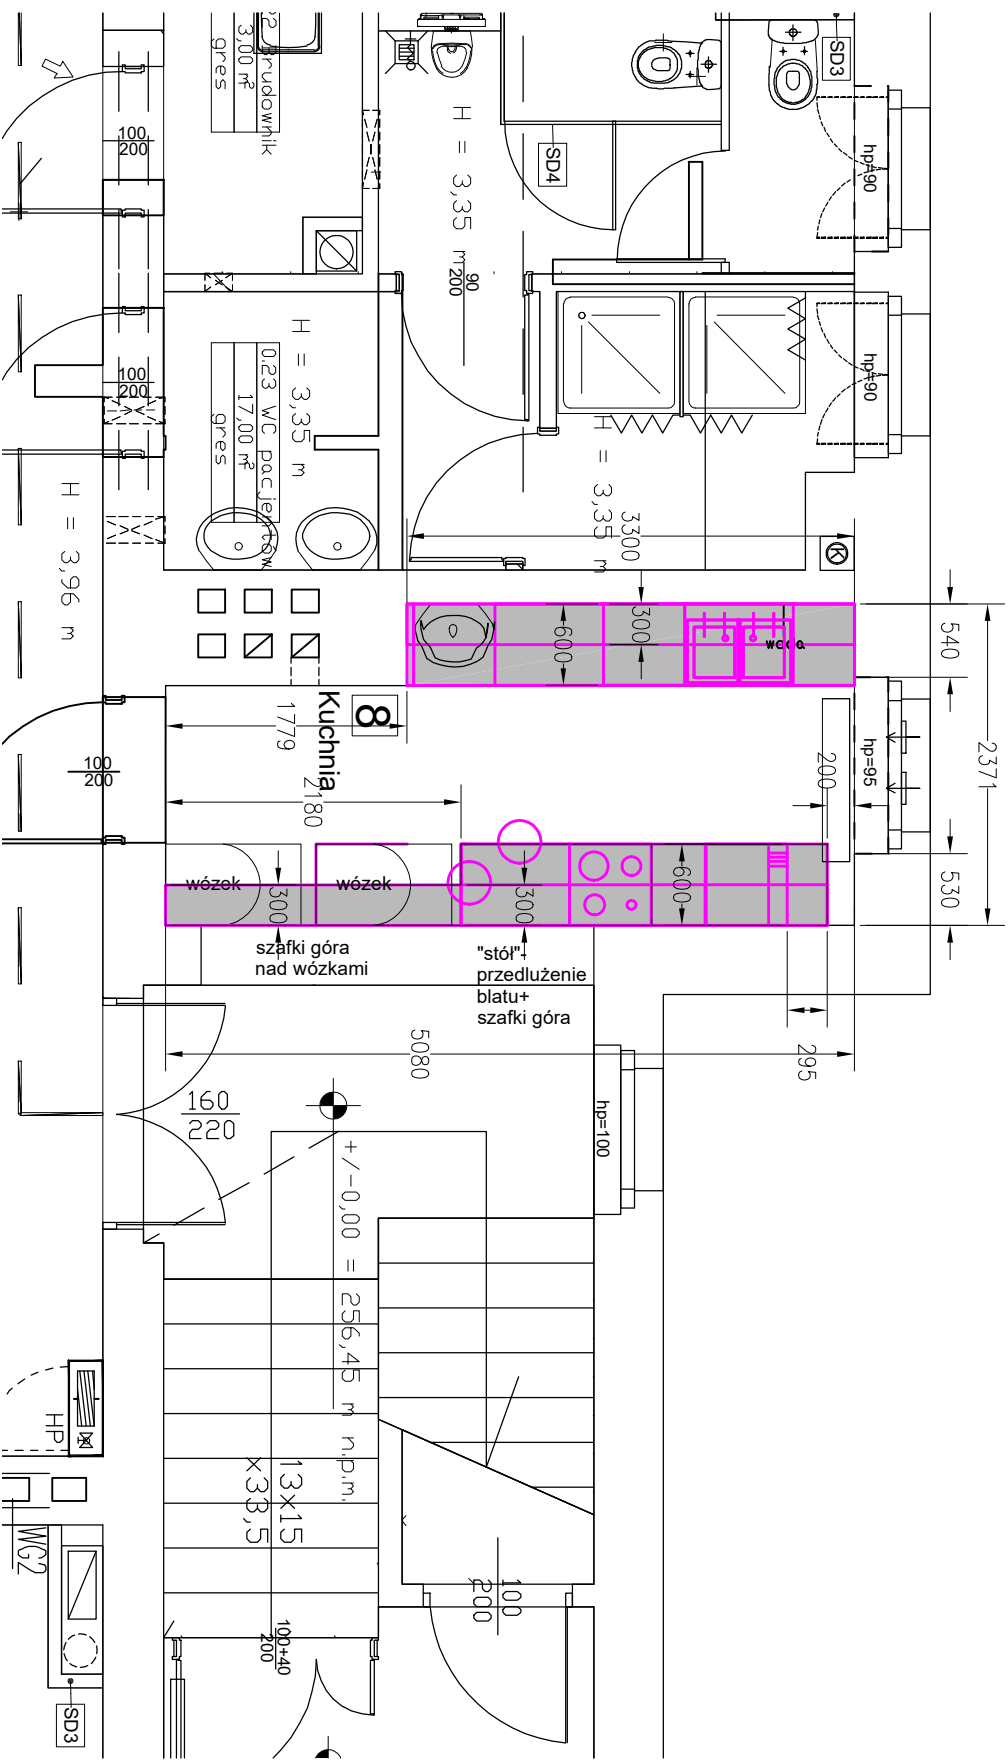 SD3
Brudownik
3,00 m²
gres
H = 3,35 m
SD4
hp=90
100
200
90
200
hp=90
100
200
H = 3,35 m
0.23 WC pacjentów
17,00 m²
gres
H = 3,35 m
3300
K
H = 3,96 m
540
2371
300
600
WC
8
Kuchnia
1779
2180
200
hp=95
100
200
530
wózek
wózek
300
300
600
szafki góra
nad wózkami
"stół"-
przedlużenie
blatu+
szafki góra
295
5080
160
220
hp=100
+/-0,00 = 256,45 m n.p.m.
13x15
x33,5
HP
WG2
100
200
100+40
200
SD3